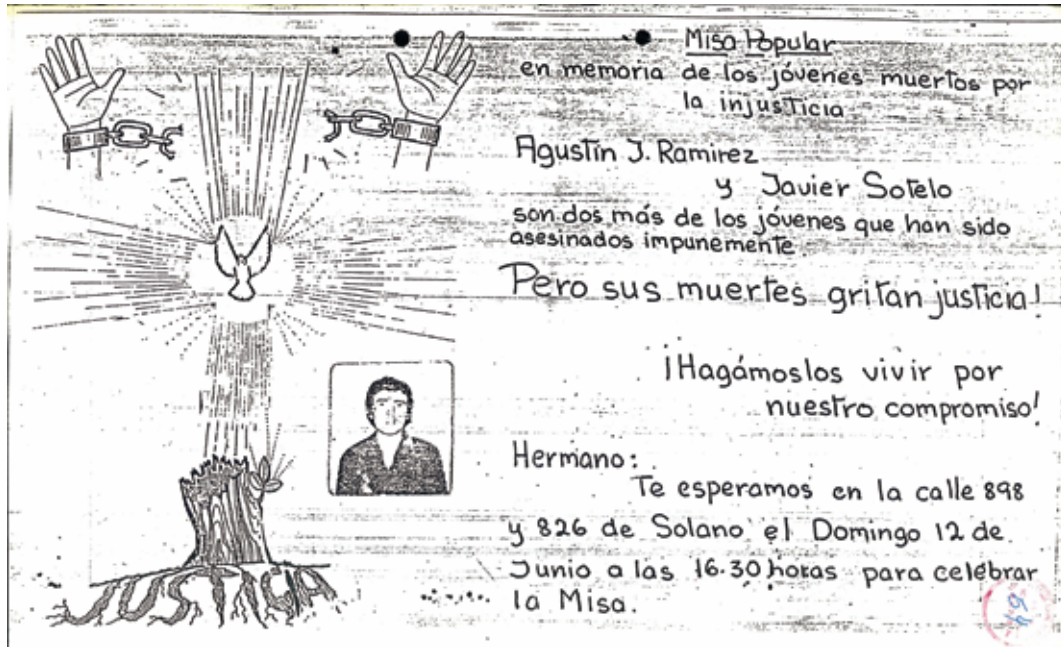 Misa Popular
en memoria de los jóvenes muertos por
la injusticia
Agustín J. Ramirez
y Javier Sotelo
son dos más de los jóvenes que han sido
asesinados impunemente
Pero sus muertes gritan justicia!
¡Hagámoslos vivir por
nuestro compromiso!
Hermano:
Te esperamos en la calle 898
y 826 de Solano el Domingo 12 de
Junio a las 16.30 horas para celebrar
la Misa.
JUSTICIA